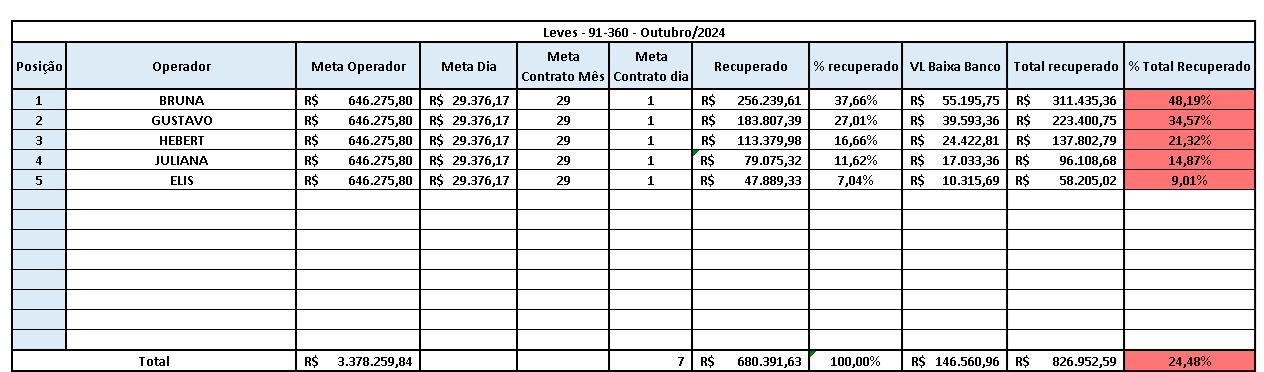 Leves - 91-360 - Outubro/2024
Posição Operador Meta Operador Meta Dia Meta Contrato Mês Meta Contrato dia Recuperado % recuperado VL Baixa Banco Total recuperado % Total Recuperado
1 BRUNA R$ 646.275,80 R$ 29.376,17 29 1 R$ 256.239,61 37,66% R$ 55.195,75 R$ 311.435,36 48,19%
2 GUSTAVO R$ 646.275,80 R$ 29.376,17 29 1 R$ 183.807,39 27,01% R$ 39.593,36 R$ 223.400,75 34,57%
3 HEBERT R$ 646.275,80 R$ 29.376,17 29 1 R$ 113.379,98 16,66% R$ 24.422,81 R$ 137.802,79 21,32%
4 JULIANA R$ 646.275,80 R$ 29.376,17 29 1 R$ 79.075,32 11,62% R$ 17.033,36 R$ 96.108,68 14,87%
5 ELIS R$ 646.275,80 R$ 29.376,17 29 1 R$ 47.889,33 7,04% R$ 10.315,69 R$ 58.205,02 9,01%
Total R$ 3.378.259,84 7 R$ 680.391,63 100,00% R$ 146.560,96 R$ 826.952,59 24,48%